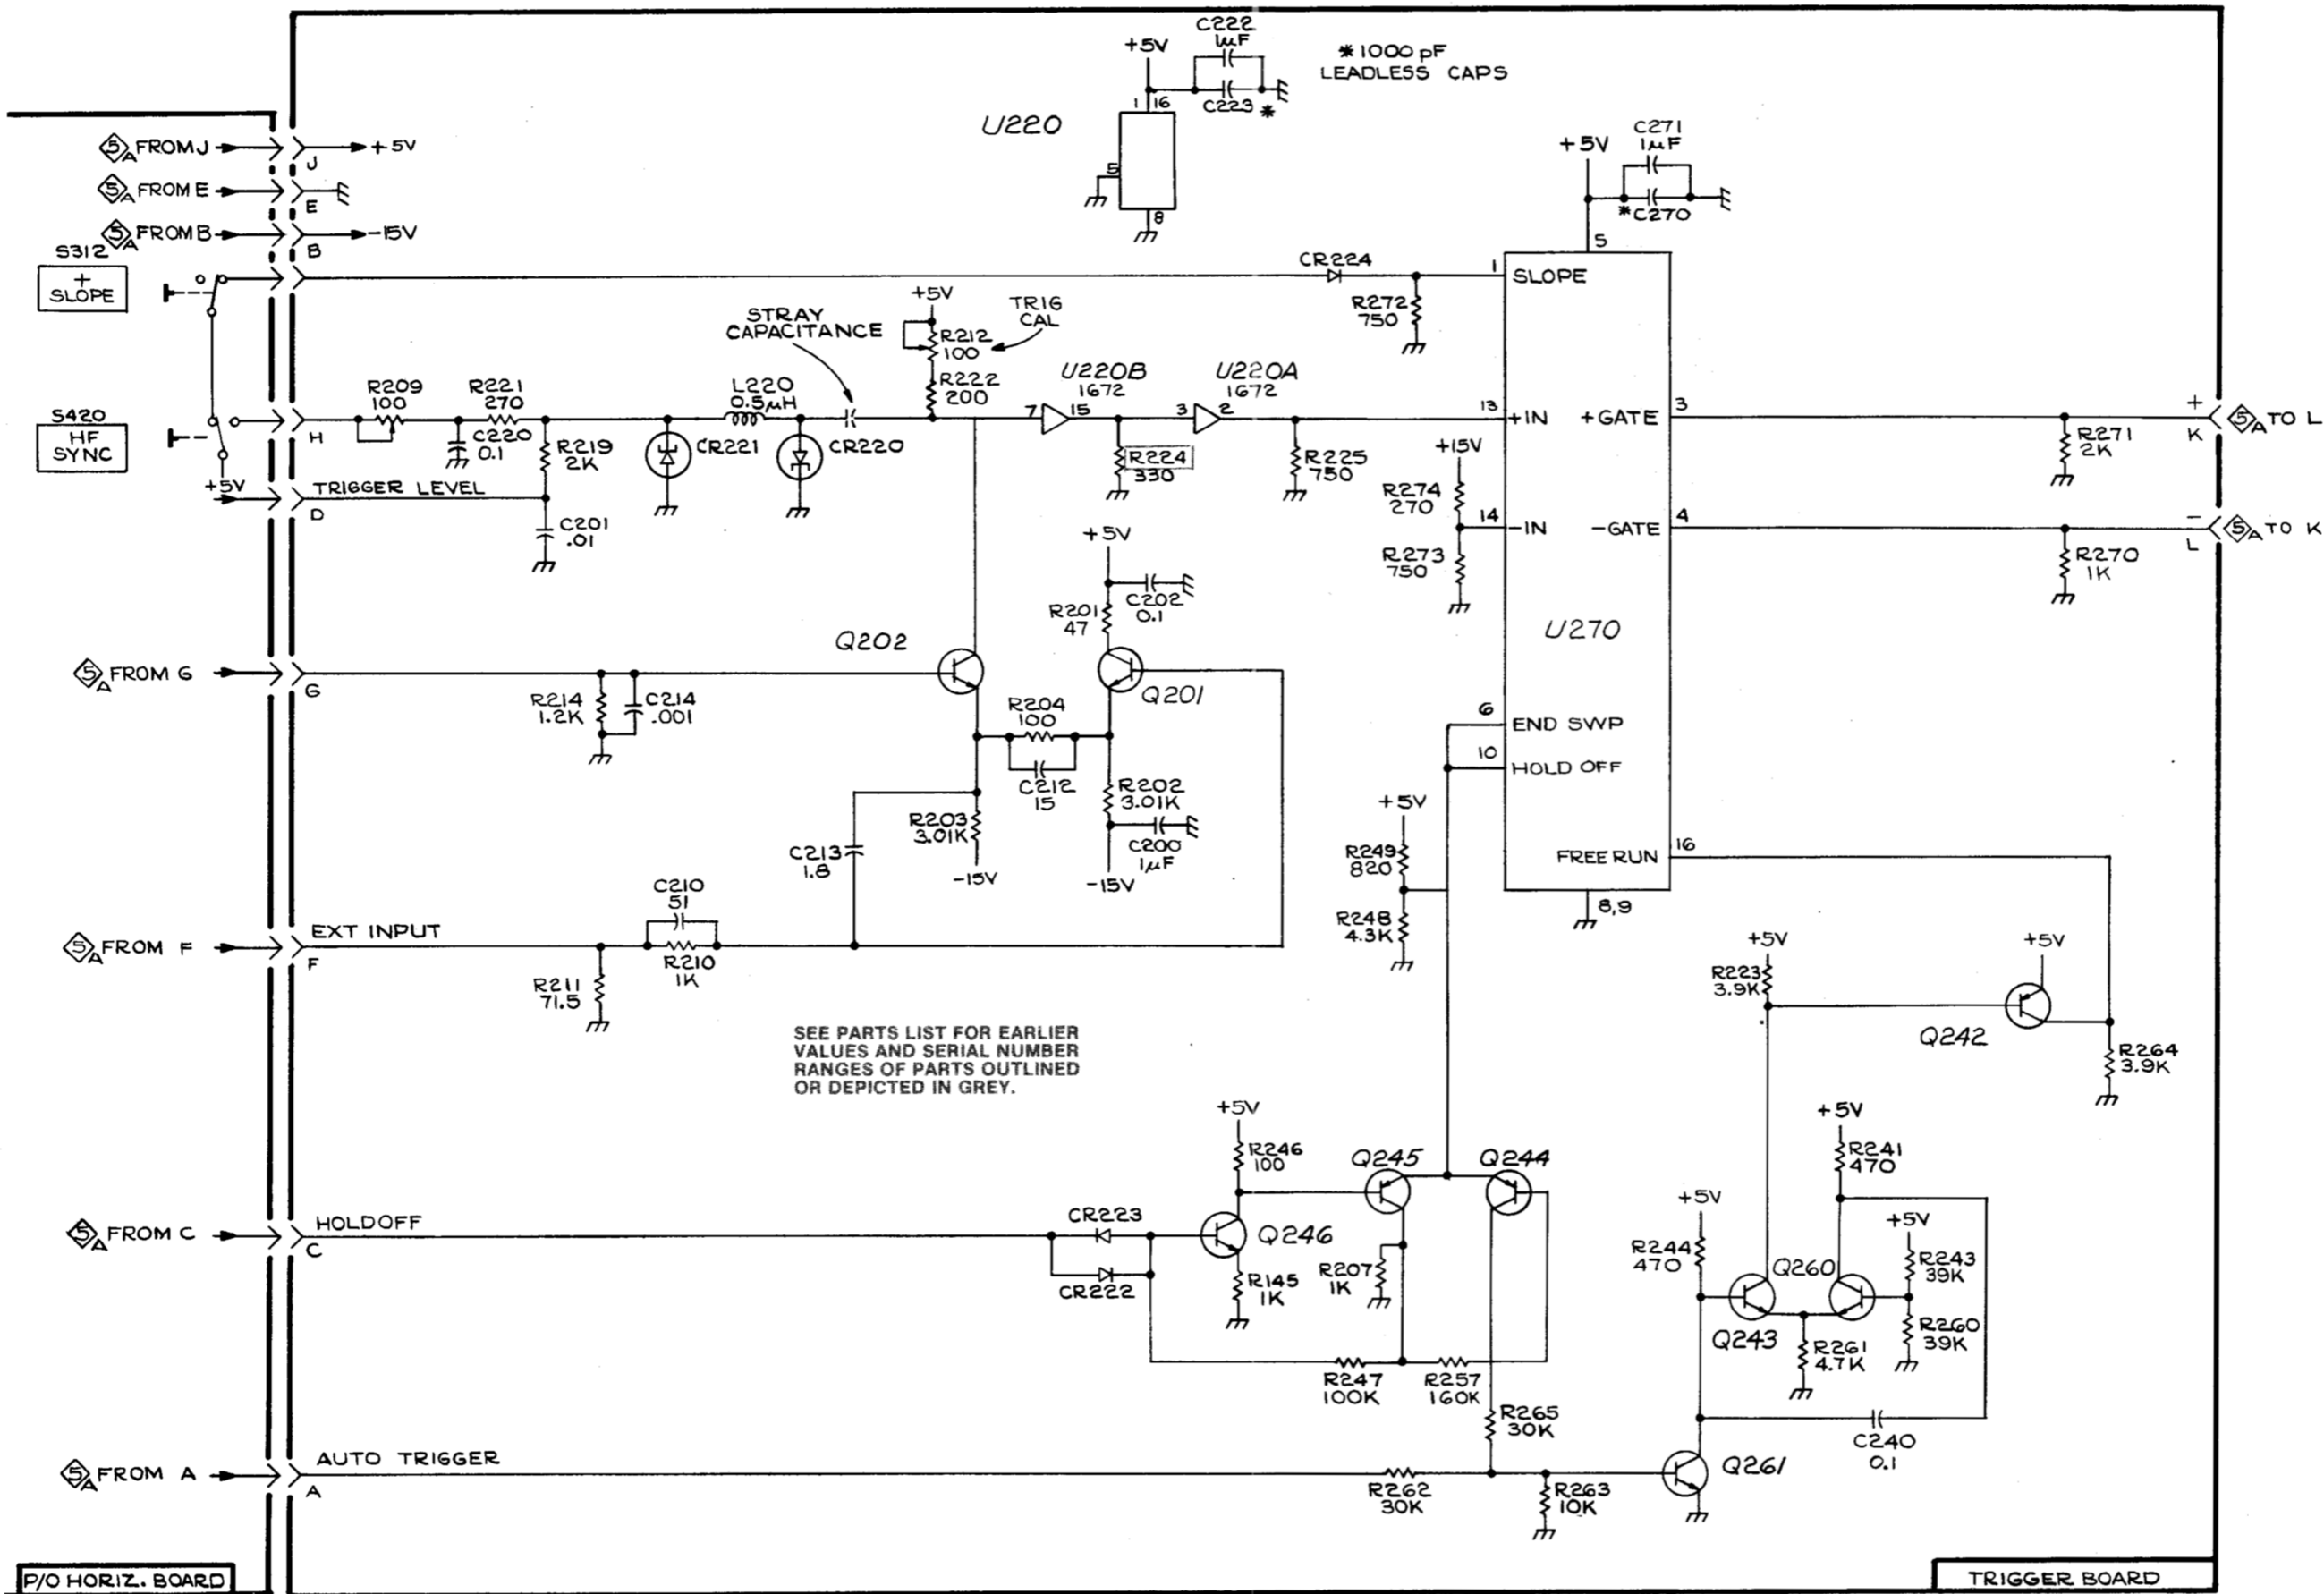 C222
1µF
+5V
1 16
C223 *
* 1000 pF
LEADLESS CAPS
U220
5
8
5 A FROM J
J
+5V
5 A FROM E
E
5 A FROM B
B
-15V
S312
+
SLOPE
CR224
R272
750
C271
1µF
+5V
*C270
5
1
SLOPE
STRAY
CAPACITANCE
+5V
TRIG
CAL
R212
100
R222
200
S420
HF
SYNC
+5V
H
R209
100
R221
270
C220
0.1
R219
2K
L220
0.5µH
CR221
CR220
U220B
1672
7
15
U220A
1672
3
2
R224
330
R225
750
13
+IN
+GATE
3
+
K
5 A TO L
R271
2K
+15V
R274
270
14
-IN
-GATE
4
-
L
5 A TO K
R273
750
R270
1K
TRIGGER LEVEL
D
C201
.01
+5V
C202
0.1
R201
47
Q202
Q201
U270
5 A FROM G
G
R214
1.2K
C214
.001
R204
100
C212
15
R202
3.01K
R203
3.01K
-15V
C200
1µF
-15V
C213
1.8
6
END SWP
10
HOLD OFF
+5V
R249
820
R248
4.3K
FREE RUN
16
8,9
5 A FROM F
F
EXT INPUT
C210
51
R210
1K
R211
71.5
+5V
R223
3.9K
+5V
Q242
R264
3.9K
SEE PARTS LIST FOR EARLIER
VALUES AND SERIAL NUMBER
RANGES OF PARTS OUTLINED
OR DEPICTED IN GREY.
+5V
R246
100
Q245
Q244
+5V
R241
470
5 A FROM C
C
HOLDOFF
CR223
CR222
Q246
R145
1K
R207
1K
+5V
R244
470
Q260
+5V
R243
39K
Q243
R261
4.7K
R260
39K
R247
100K
R257
160K
R265
30K
C240
0.1
5 A FROM A
A
AUTO TRIGGER
R262
30K
R263
10K
Q261
P/O HORIZ. BOARD
TRIGGER BOARD